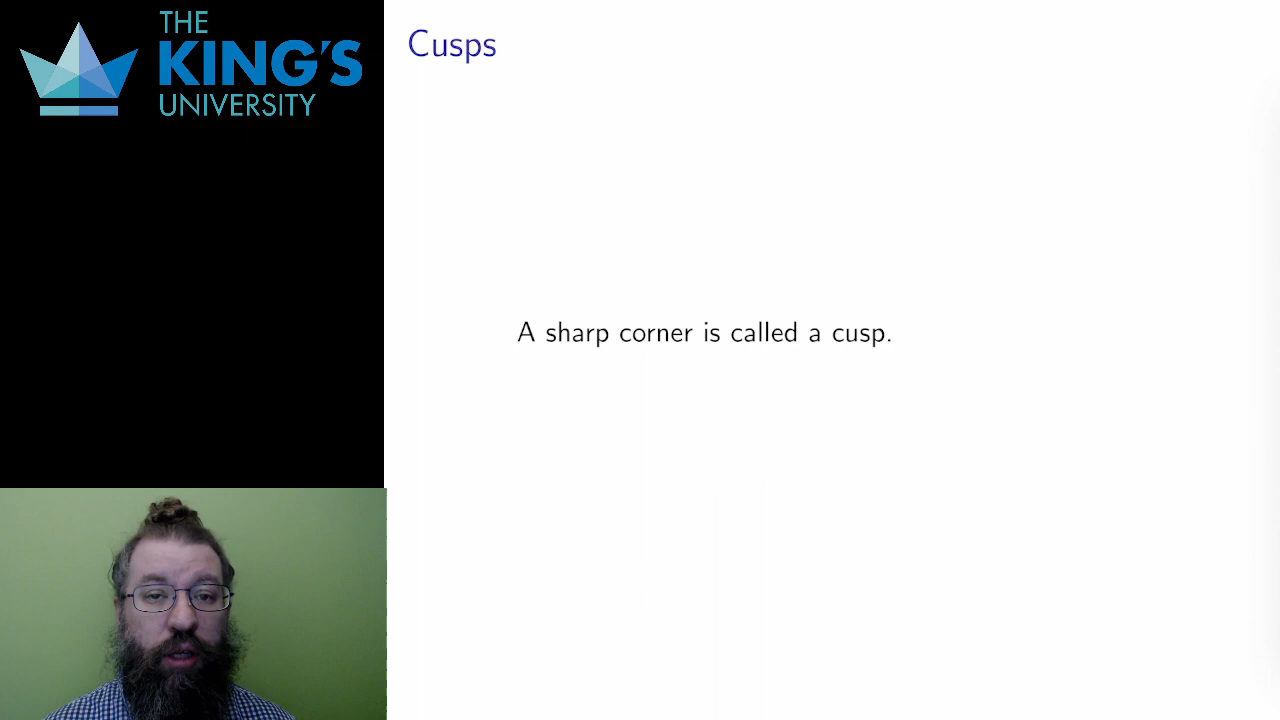 THE
KING'S
UNIVERSITY
Cusps
A sharp corner is called a cusp.